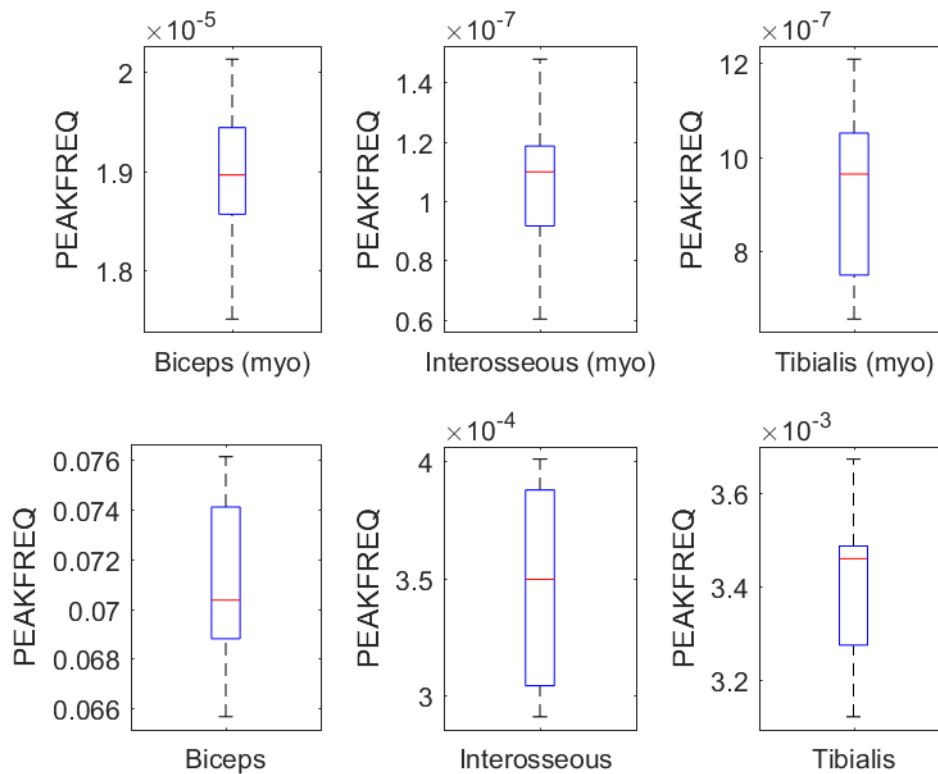 ×10⁻⁵
2
1.9
1.8
PEAKFREQ
Biceps (myo)
×10⁻⁷
1.4
1.2
1
0.8
0.6
PEAKFREQ
Interosseous (myo)
×10⁻⁷
12
10
8
PEAKFREQ
Tibialis (myo)
0.076
0.074
0.072
0.07
0.068
0.066
PEAKFREQ
Biceps
×10⁻⁴
4
3.5
3
PEAKFREQ
Interosseous
×10⁻³
3.6
3.4
3.2
PEAKFREQ
Tibialis